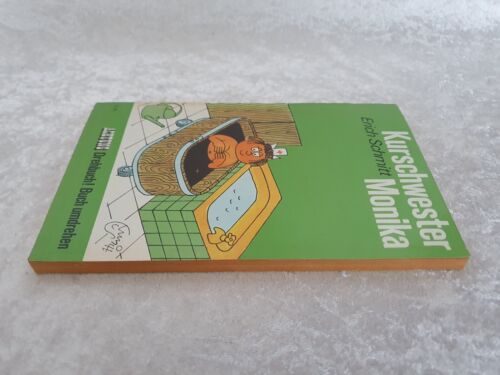 Kurschwester
Monika
Erich Schmitt
Drehbuch! Buch umdrehen